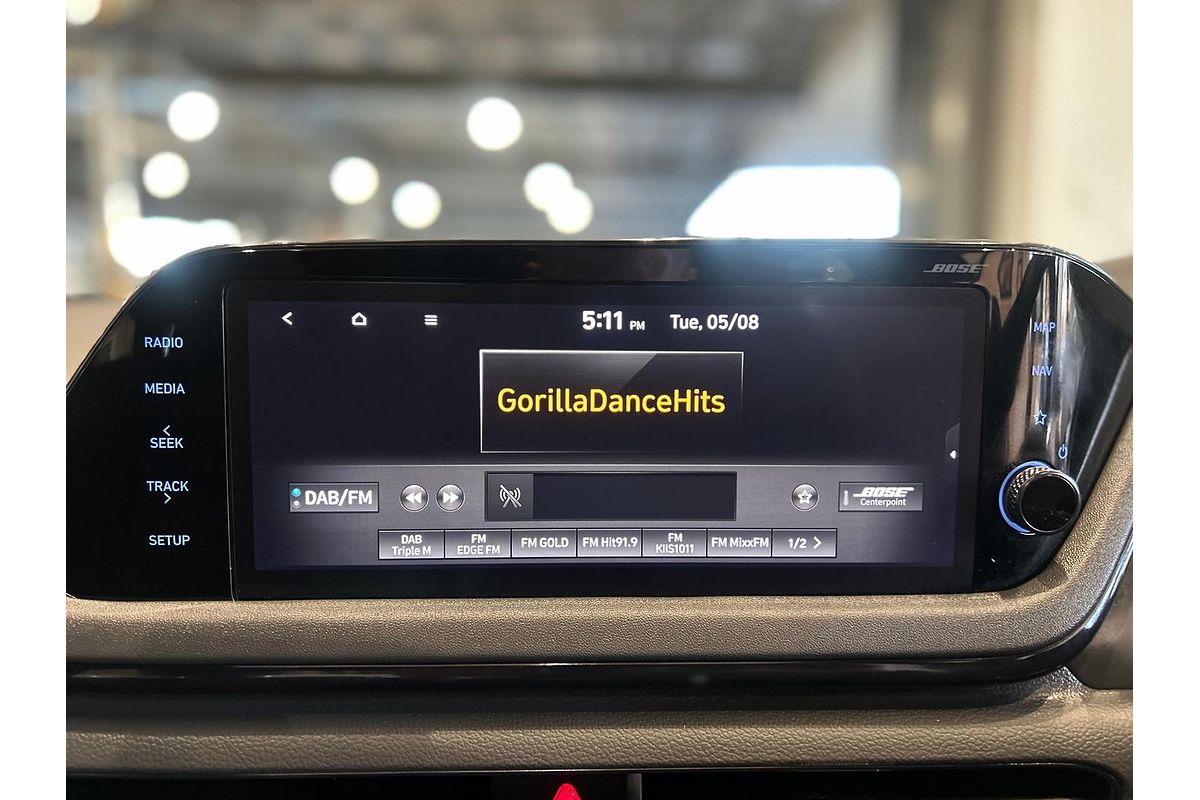 BOSE
RADIO
MEDIA
SEEK
TRACK
SETUP
5:11 PM Tue, 05/08
GorillaDanceHits
DAB/FM
BOSE
Centerpoint
DAB
Triple M
FM
EDGE FM
FM GOLD
FM Hit91.9
FM
KIIS1011
FM MixxFM
1/2 >
MAP
NAV